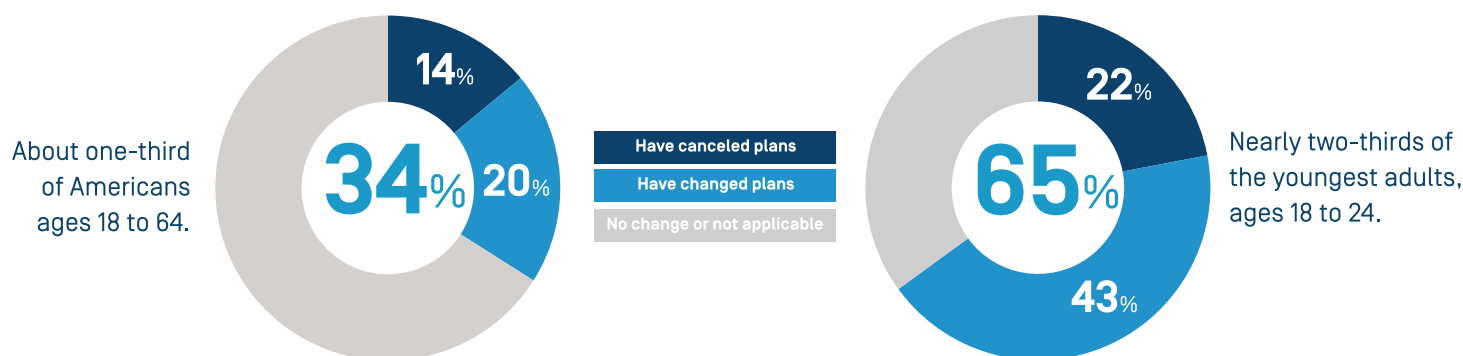 About one-third
of Americans
ages 18 to 64.
14%
20%
34%
Have canceled plans
Have changed plans
No change or not applicable
22%
43%
65%
Nearly two-thirds of
the youngest adults,
ages 18 to 24.